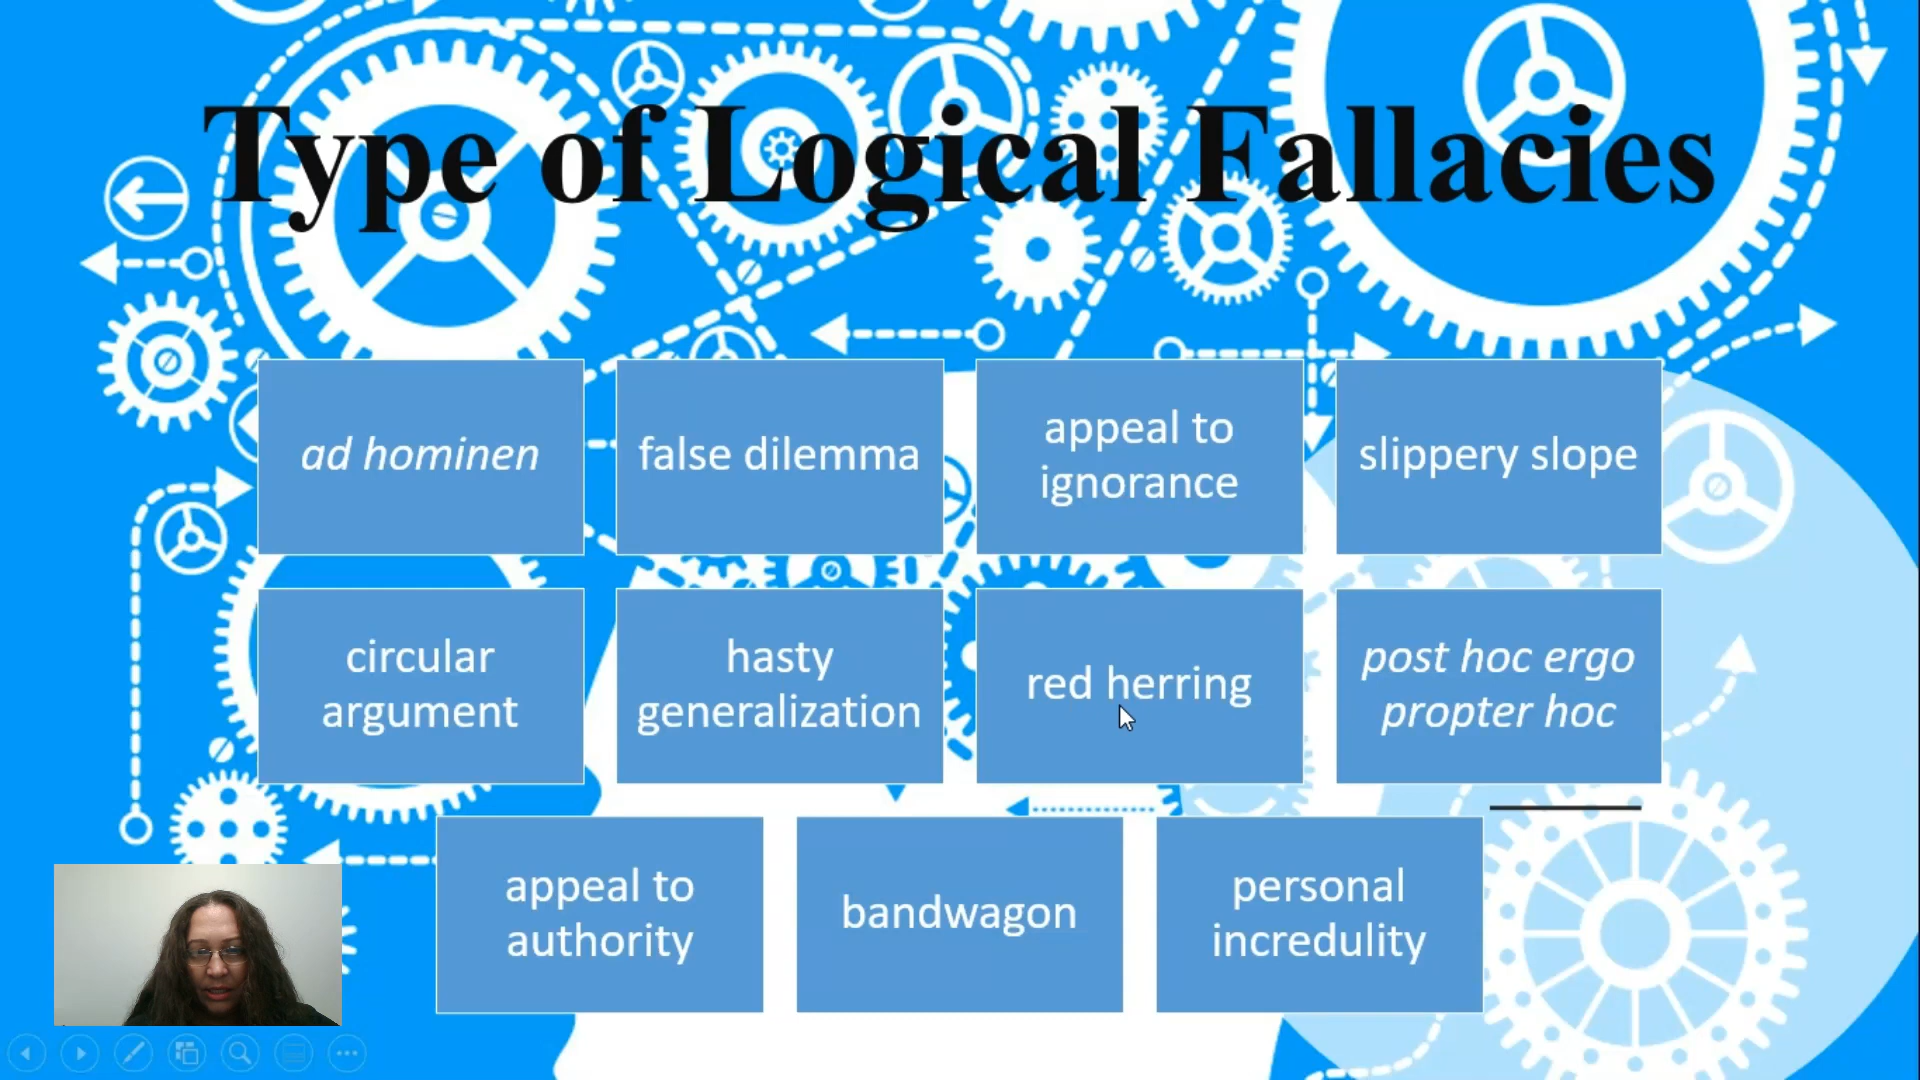 Type of Logical Fallacies
ad hominen
false dilemma
appeal to
ignorance
slippery slope
circular
argument
hasty
generalization
red herring
post hoc ergo
propter hoc
appeal to
authority
bandwagon
personal
incredulity